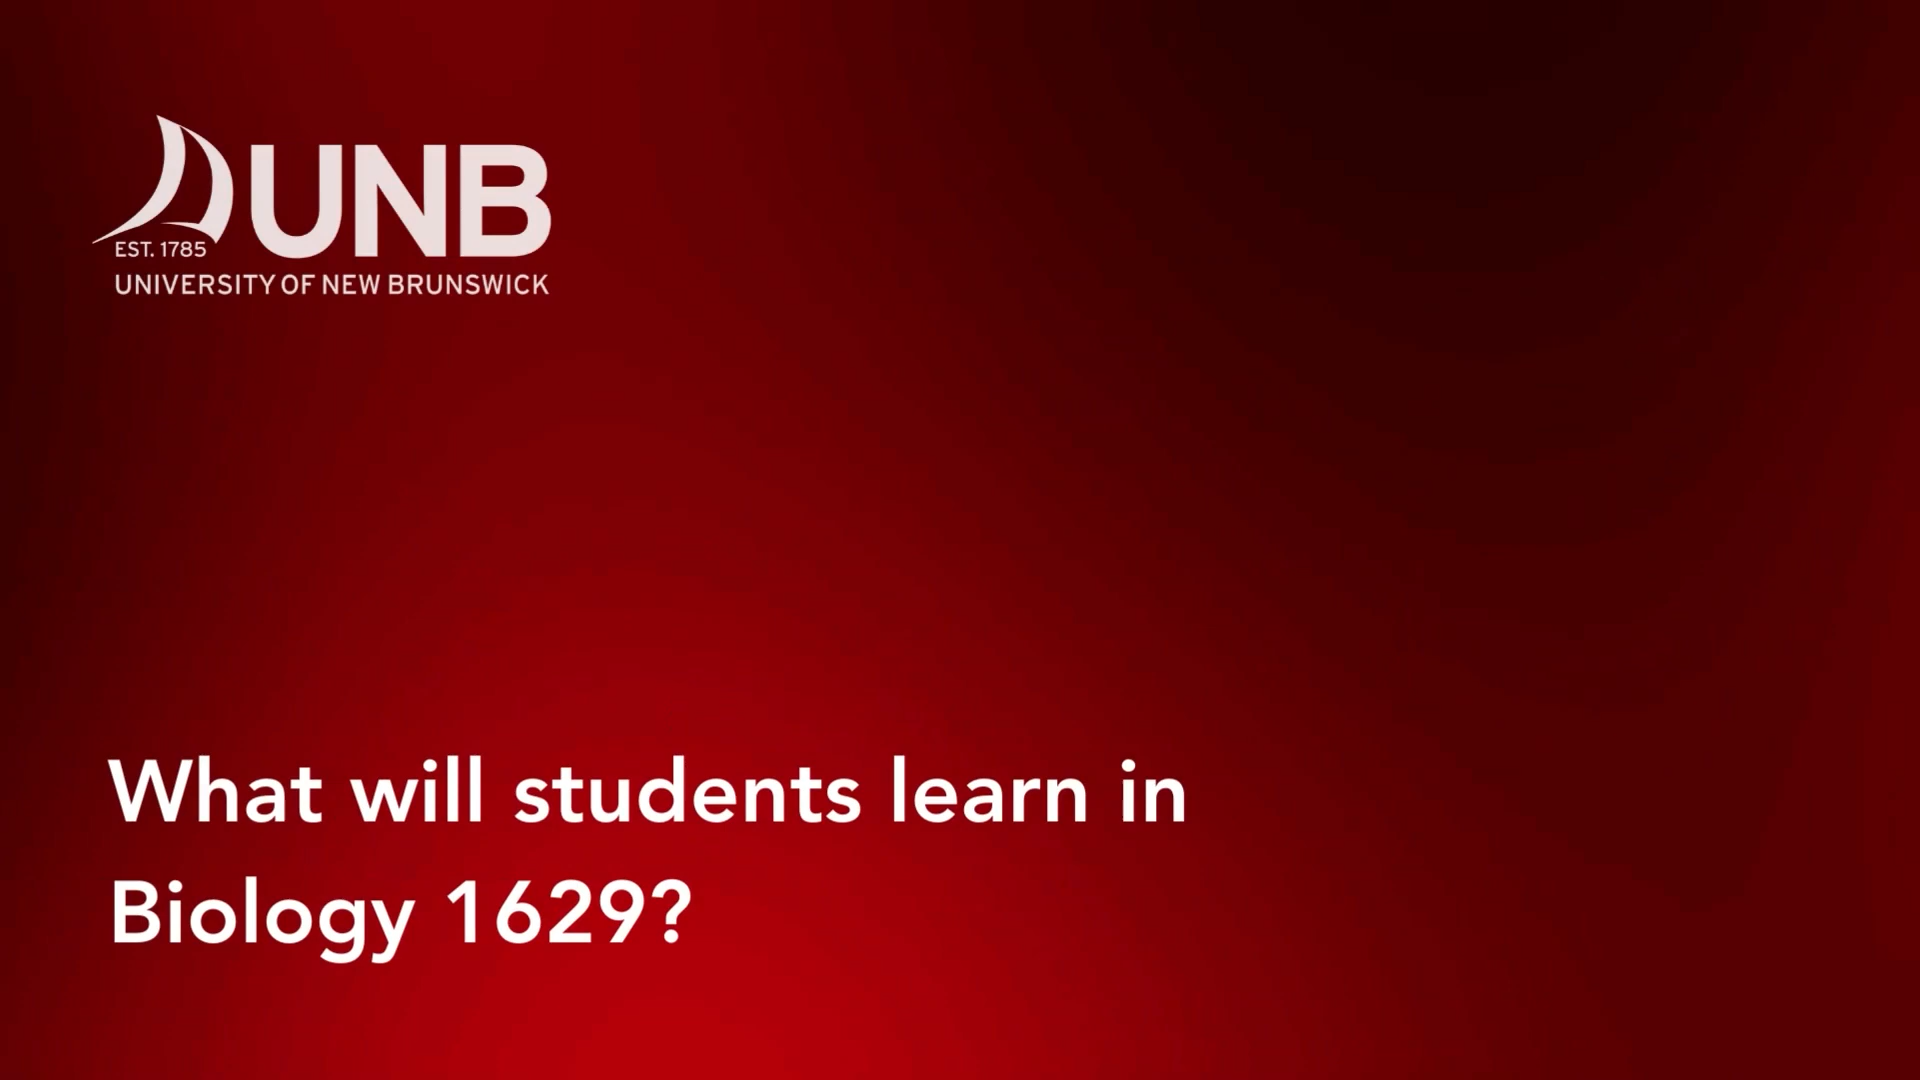 UNB
EST. 1785
UNIVERSITY OF NEW BRUNSWICK
What will students learn in
Biology 1629?